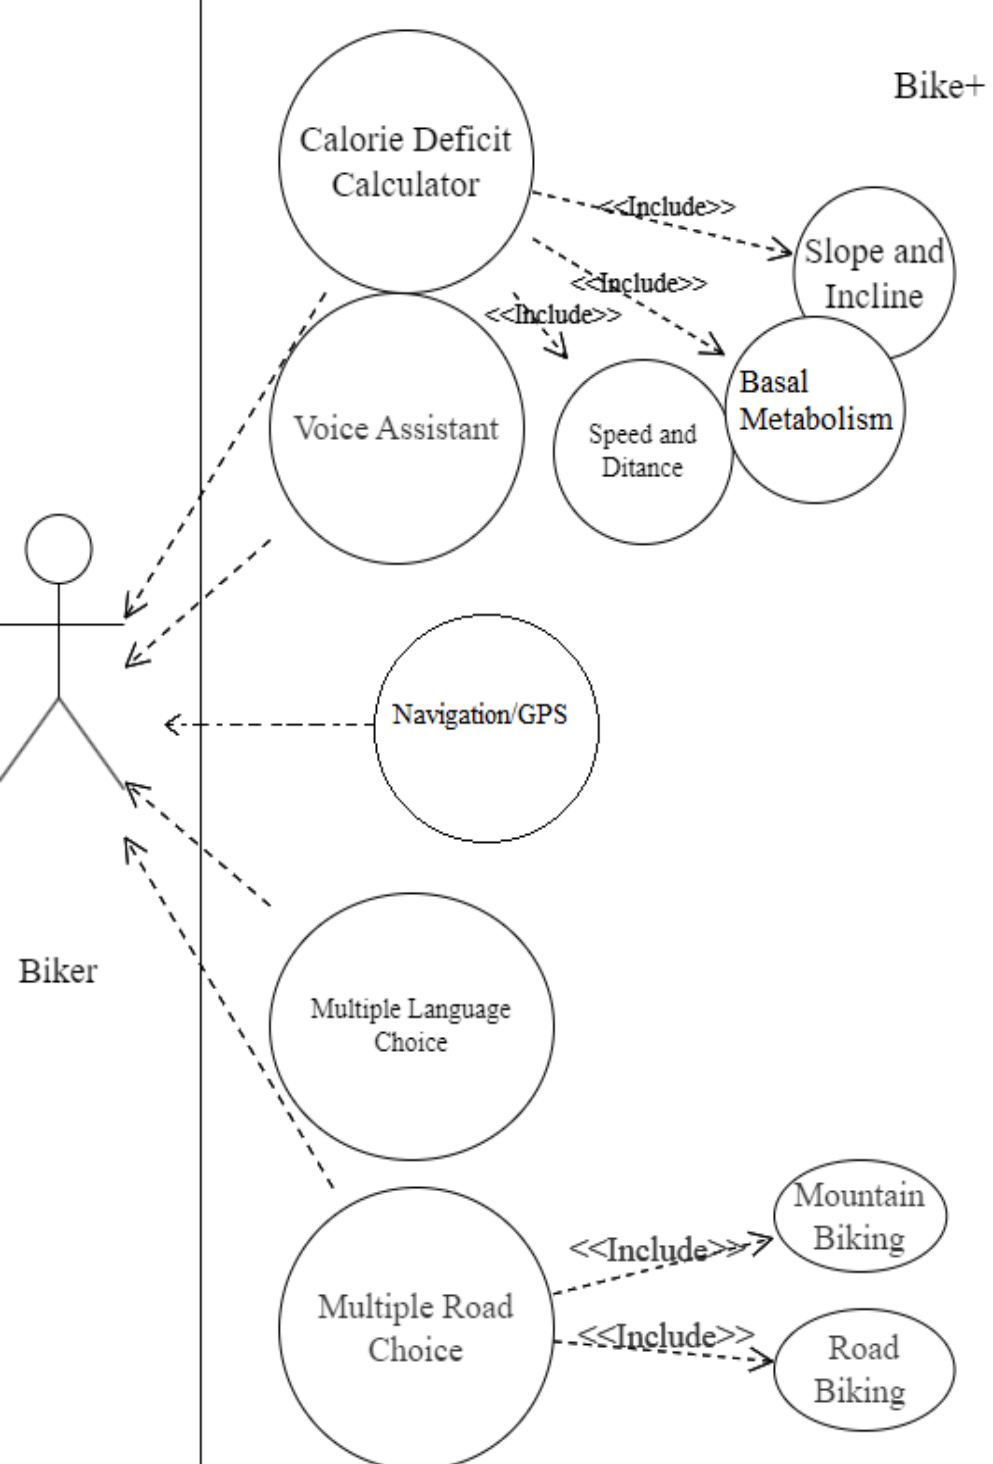 Bike+
Calorie Deficit
Calculator
<<Include>>
Slope and
Incline
<<Include>>
<<Include>>
Basal
Metabolism
Voice Assistant
Speed and
Ditance
Navigation/GPS
Biker
Multiple Language
Choice
Mountain
Biking
<<Include>>
Multiple Road
Choice
<<Include>>
Road
Biking